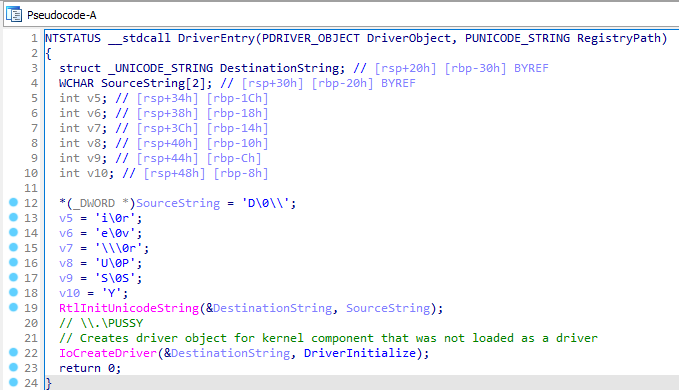 Pseudocode-A
1 NTSTATUS __stdcall DriverEntry(PDRIVER_OBJECT DriverObject, PUNICODE_STRING RegistryPath)
2 {
3 struct _UNICODE_STRING DestinationString; // [rsp+20h] [rbp-30h] BYREF
4 WCHAR SourceString[2]; // [rsp+30h] [rbp-20h] BYREF
5 int v5; // [rsp+34h] [rbp-1Ch]
6 int v6; // [rsp+38h] [rbp-18h]
7 int v7; // [rsp+3Ch] [rbp-14h]
8 int v8; // [rsp+40h] [rbp-10h]
9 int v9; // [rsp+44h] [rbp-Ch]
10 int v10; // [rsp+48h] [rbp-8h]
11
12 *(_DWORD *)SourceString = 'D\0\\';
13 v5 = 'i\0r';
14 v6 = 'e\0v';
15 v7 = '\\\0r';
16 v8 = 'U\0P';
17 v9 = 'S\0S';
18 v10 = 'Y';
19 RtlInitUnicodeString(&DestinationString, SourceString);
20 // \\.\PUSSY
21 // Creates driver object for kernel component that was not loaded as a driver
22 IoCreateDriver(&DestinationString, DriverInitialize);
23 return 0;
24 }